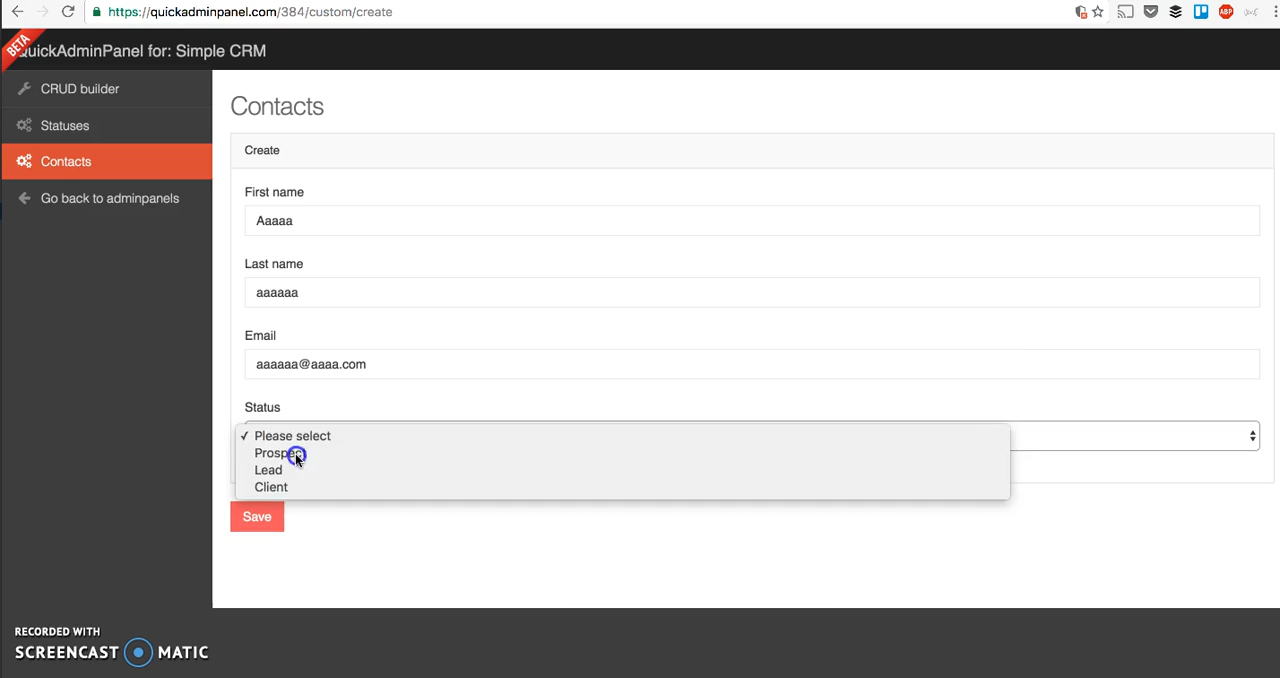 https://quickadminpanel.com/384/custom/create
ABP
BETA
QuickAdminPanel for: Simple CRM
CRUD builder
Statuses
Contacts
Go back to adminpanels
Contacts
Create
First name
Aaaaa
Last name
aaaaaa
Email
aaaaaa@aaaa.com
Status
✓ Please select
Prospect
Lead
Client
Save
RECORDED WITH
SCREENCAST MATIC